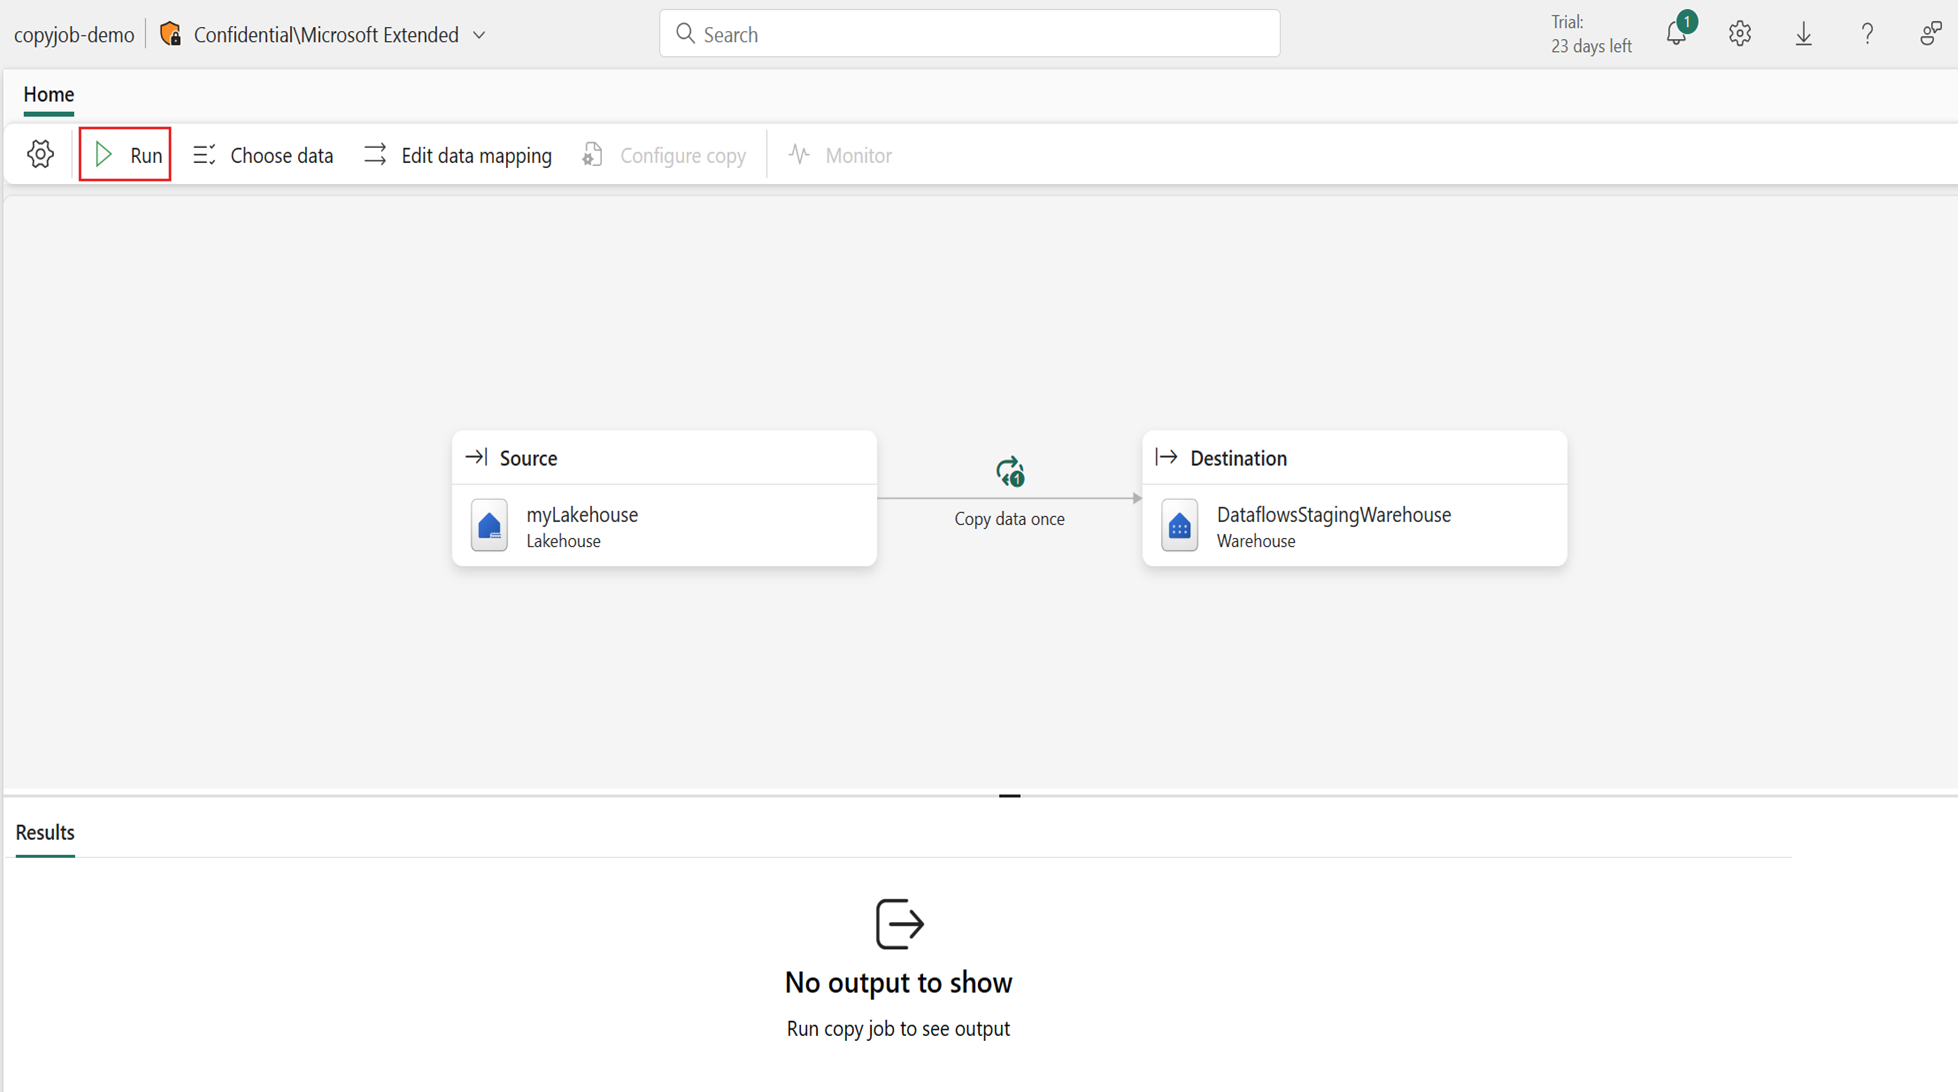 copyjob-demo
Confidential\Microsoft Extended
Search
Trial:
23 days left
1
Home
Run
Choose data
Edit data mapping
Configure copy
Monitor
Source
myLakehouse
Lakehouse
1
Copy data once
Destination
DataflowsStagingWarehouse
Warehouse
Results
No output to show
Run copy job to see output